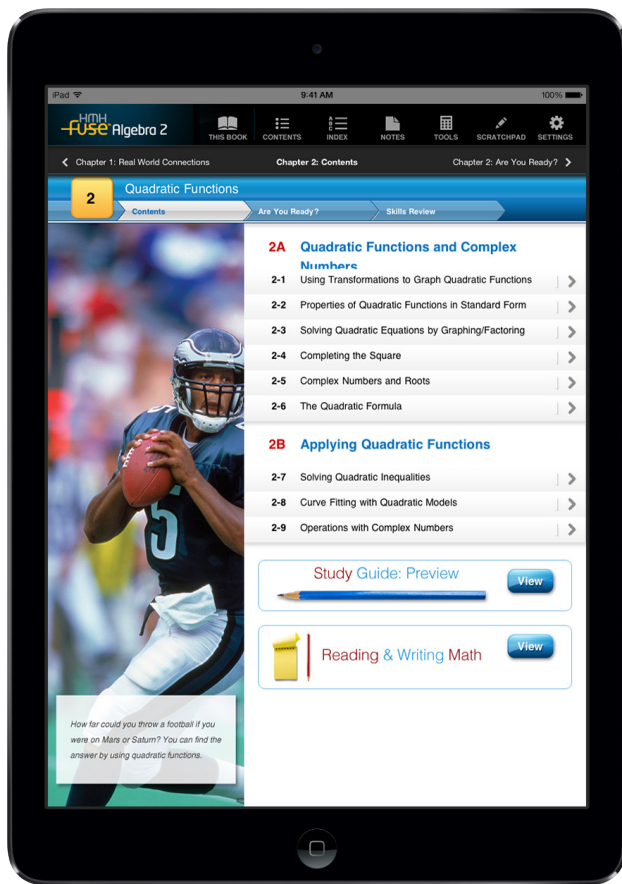 iPad 9:41 AM 100%
HMH
FUSE Algebra 2
THIS BOOK CONTENTS INDEX NOTES TOOLS SCRATCHPAD SETTINGS
Chapter 1: Real World Connections Chapter 2: Contents Chapter 2: Are You Ready?
2 Quadratic Functions
Contents Are You Ready? Skills Review
2A Quadratic Functions and Complex
Numbers
2-1 Using Transformations to Graph Quadratic Functions
2-2 Properties of Quadratic Functions in Standard Form
2-3 Solving Quadratic Equations by Graphing/Factoring
2-4 Completing the Square
2-5 Complex Numbers and Roots
2-6 The Quadratic Formula
2B Applying Quadratic Functions
2-7 Solving Quadratic Inequalities
2-8 Curve Fitting with Quadratic Models
2-9 Operations with Complex Numbers
Study Guide: Preview View
Reading & Writing Math View
5
How far could you throw a football if you
were on Mars or Saturn? You can find the
answer by using quadratic functions.